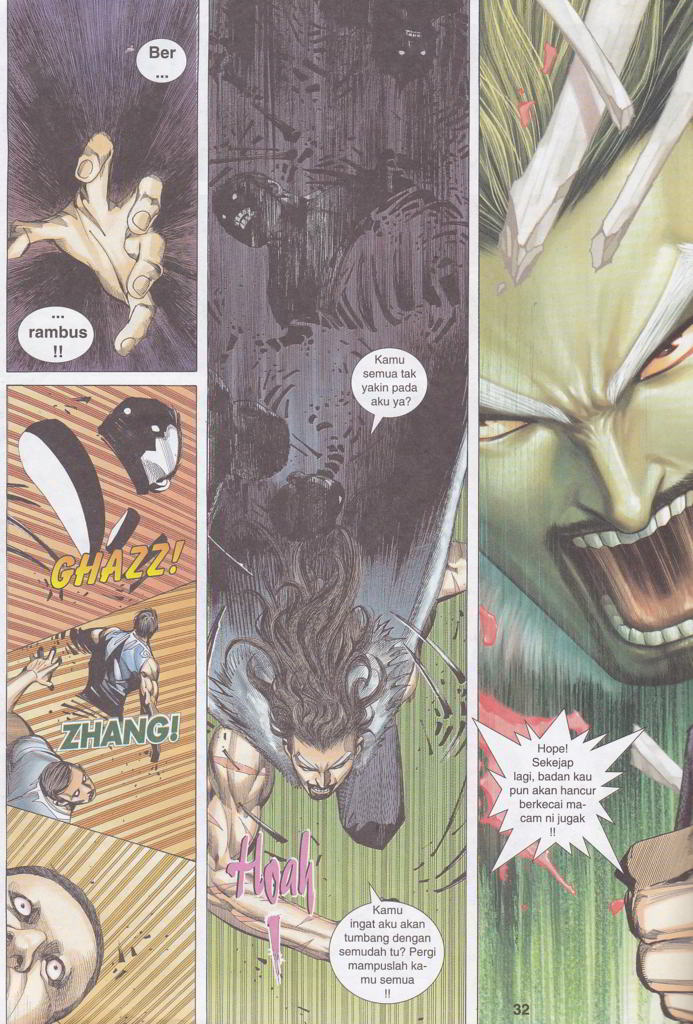 Ber
...
...
rambus
!!
GHAZZ!
ZHANG!
Kamu
semua tak
yakin pada
aku ya?
Hoah
!
Kamu
ingat aku akan
tumbang dengan
semudah tu? Pergi
mampuslah ka-
mu semua
!!
Hope!
Sekejap
lagi, badan kau
pun akan hancur
berkecai ma-
cam ni jugak
!!
32